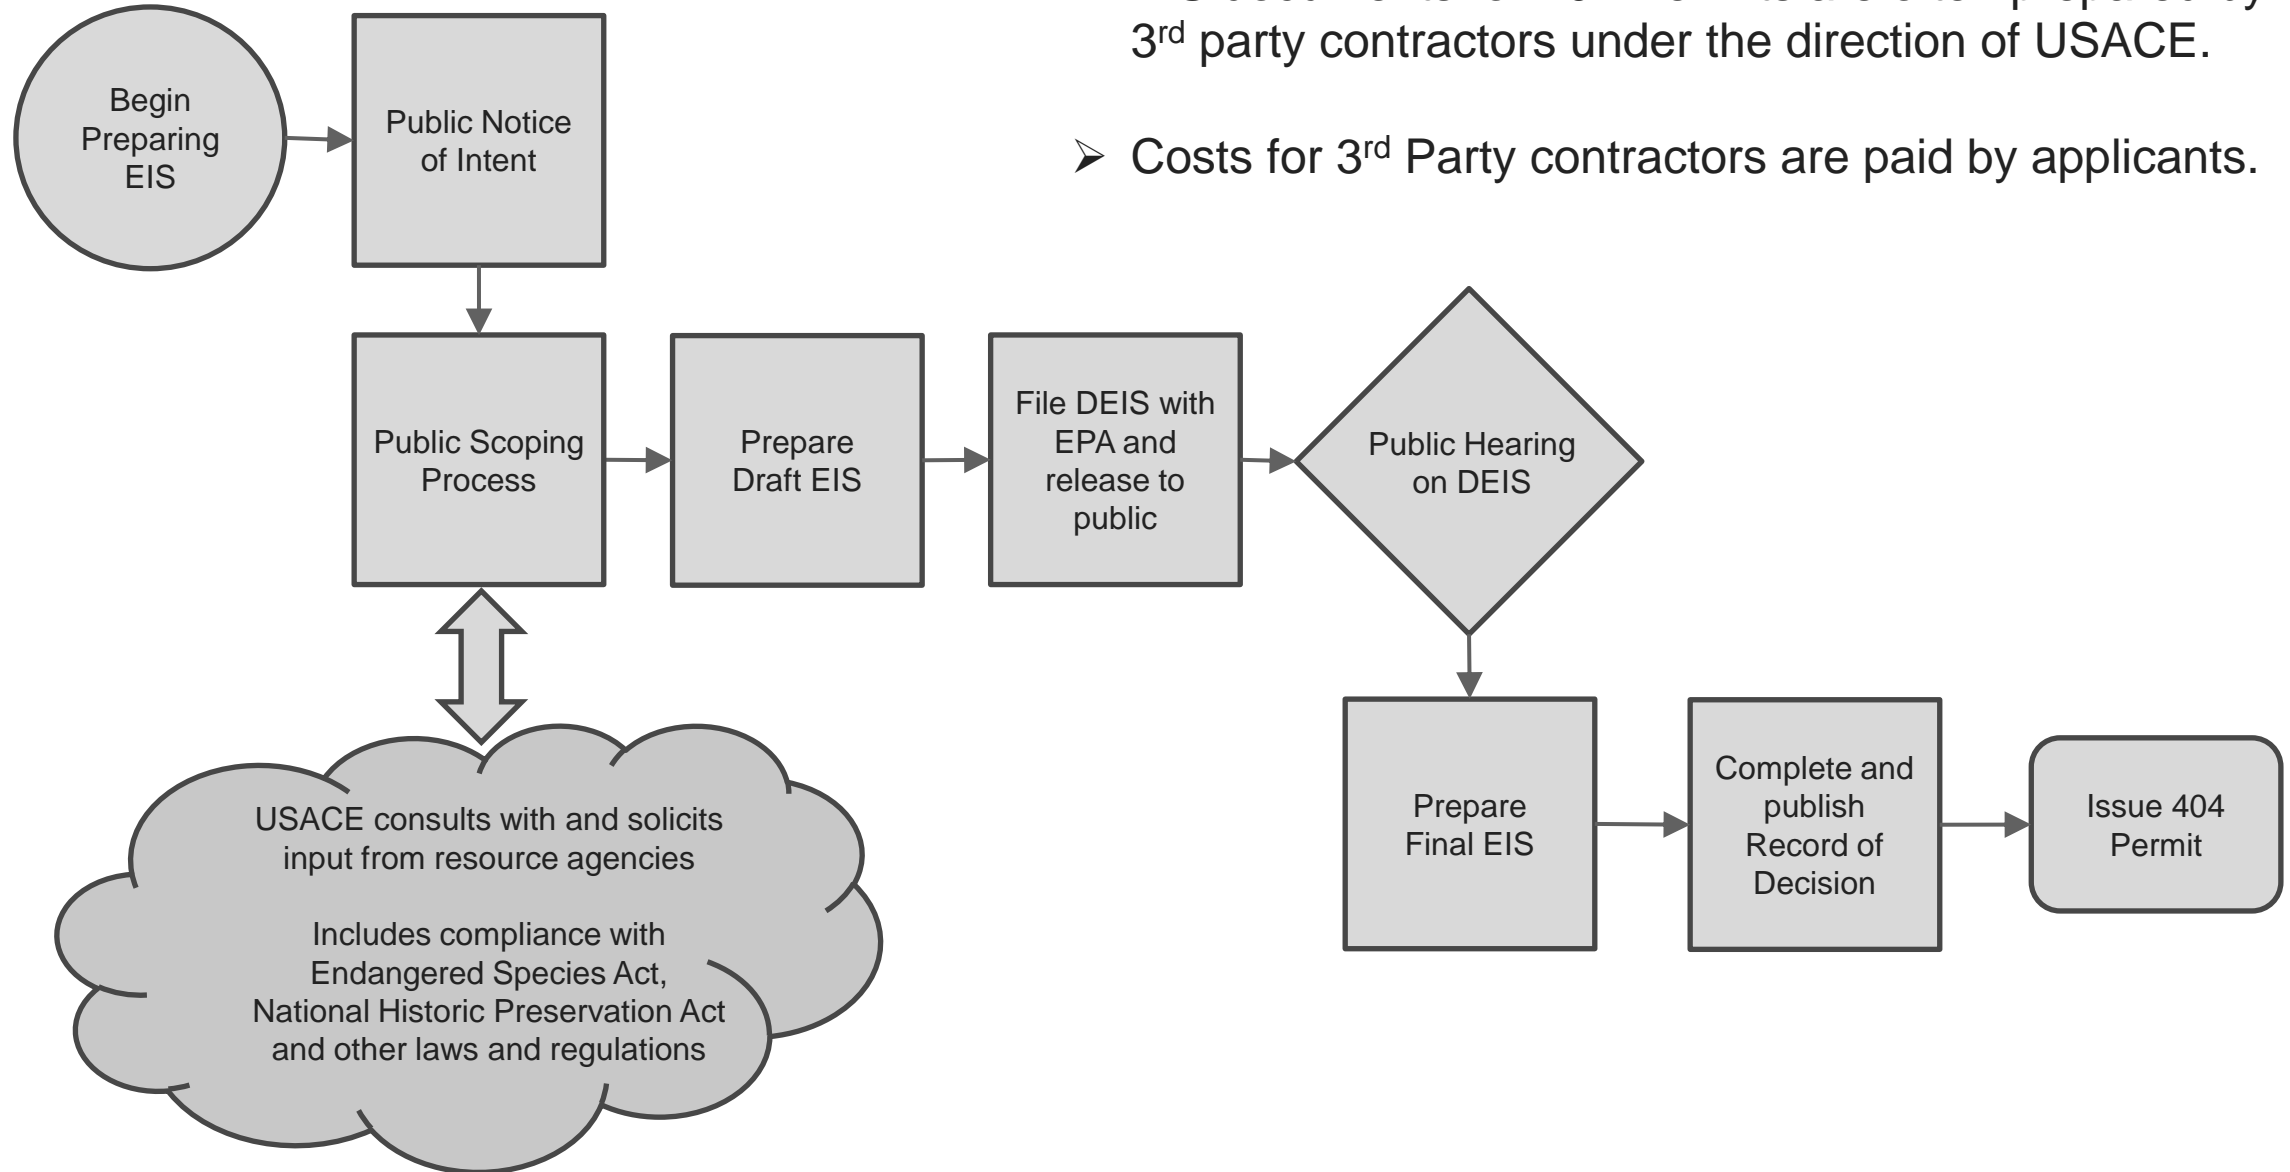 3rd party contractors under the direction of USACE.
➢ Costs for 3rd Party contractors are paid by applicants.
Begin
Preparing
EIS
Public Notice
of Intent
Public Scoping
Process
Prepare
Draft EIS
File DEIS with
EPA and
release to
public
Public Hearing
on DEIS
USACE consults with and solicits
input from resource agencies
Includes compliance with
Endangered Species Act,
National Historic Preservation Act
and other laws and regulations
Prepare
Final EIS
Complete and
publish
Record of
Decision
Issue 404
Permit